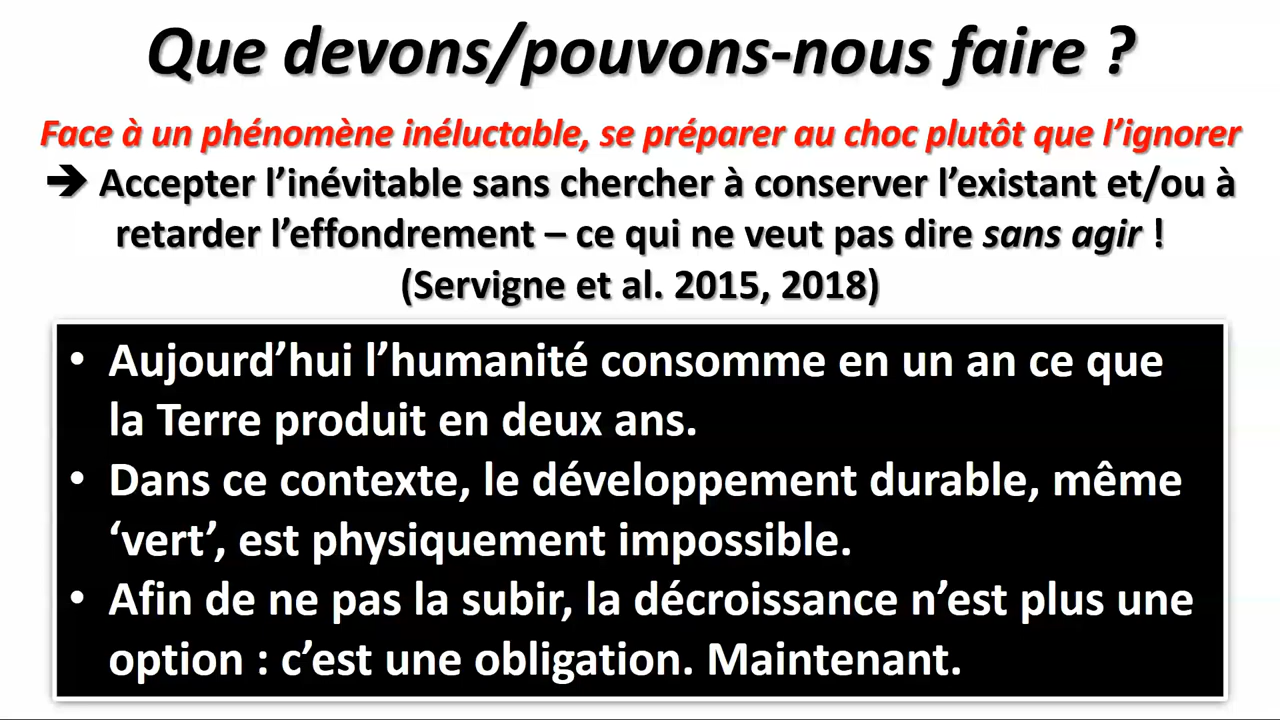 Que devons/pouvons-nous faire ?
Face à un phénomène inéluctable, se préparer au choc plutôt que l’ignorer
➔ Accepter l’inévitable sans chercher à conserver l’existant et/ou à
retarder l’effondrement – ce qui ne veut pas dire sans agir !
(Servigne et al. 2015, 2018)
• Aujourd’hui l’humanité consomme en un an ce que
la Terre produit en deux ans.
• Dans ce contexte, le développement durable, même
‘vert’, est physiquement impossible.
• Afin de ne pas la subir, la décroissance n’est plus une
option : c’est une obligation. Maintenant.